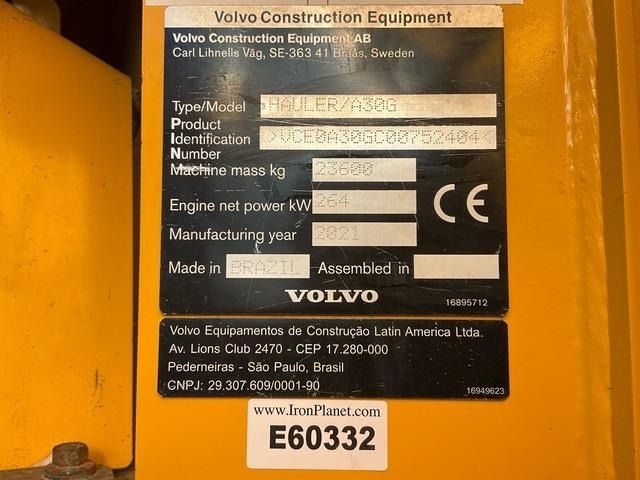 Volvo Construction Equipment
Volvo Construction Equipment AB
Carl Lihnells Väg, SE-363 41 Braås, Sweden
Type/Model >HAULER/A30G
Product
Identification >VCE0A30GC00752404<
Number
Machine mass kg 23600
Engine net power kW 264
Manufacturing year 2021
CE
Made in BRAZIL Assembled in
VOLVO
16895712
Volvo Equipamentos de Construção Latin America Ltda.
Av. Lions Club 2470 - CEP 17.280-000
Pederneiras - São Paulo, Brasil
CNPJ: 29.307.609/0001-90
16949623
www.IronPlanet.com
E60332